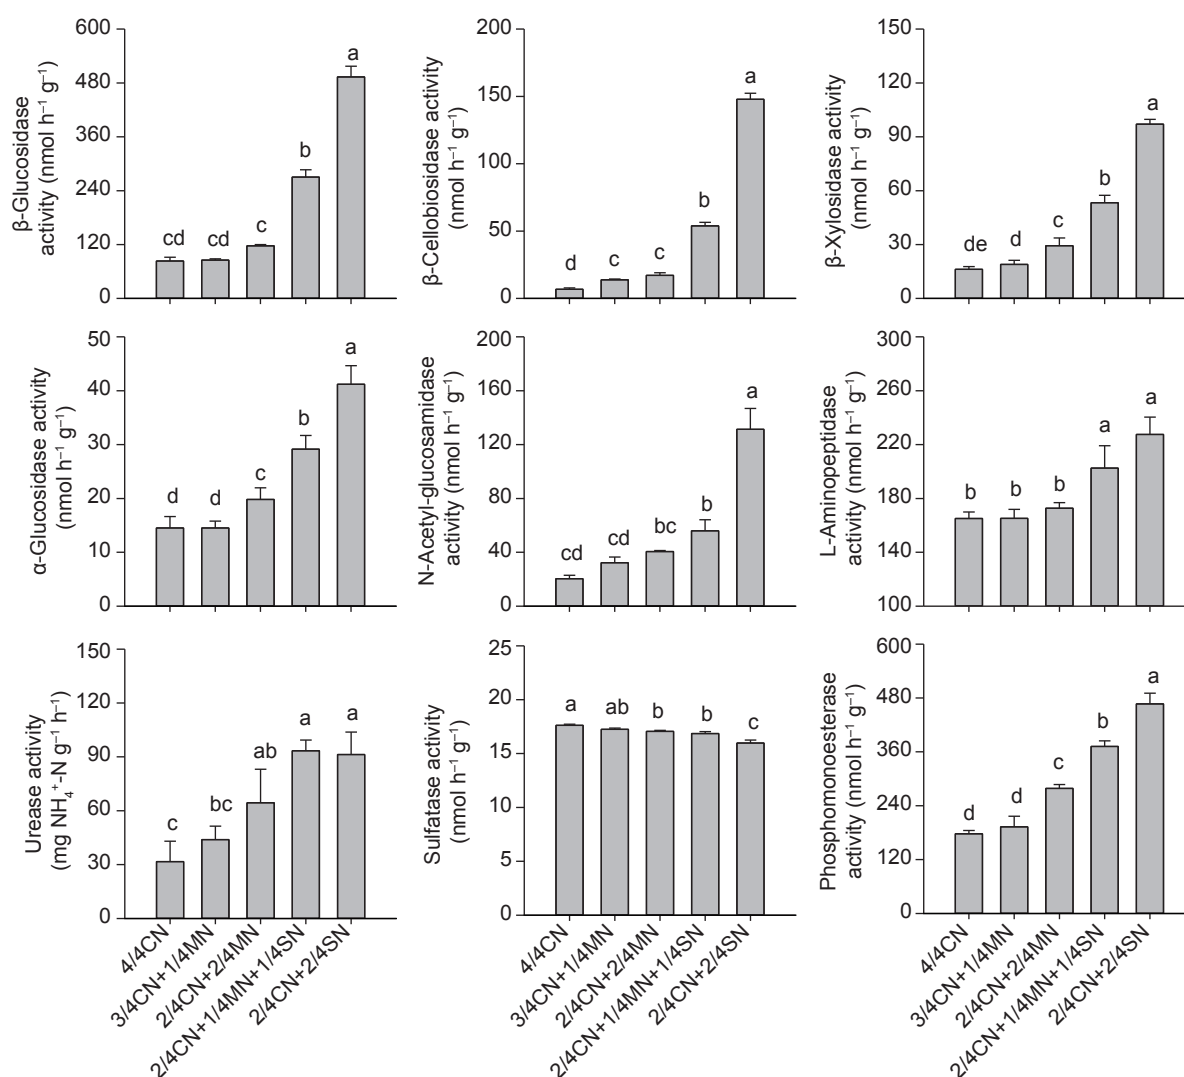 β-Glucosidase
activity (nmol h⁻¹ g⁻¹)
600
480
360
240
120
0
cd
cd
c
b
a
β-Cellobiosidase activity
(nmol h⁻¹ g⁻¹)
200
150
100
50
0
d
c
c
b
a
β-Xylosidase activity
(nmol h⁻¹ g⁻¹)
150
120
90
60
30
0
de
d
c
b
a
α-Glucosidase activity
(nmol h⁻¹ g⁻¹)
50
40
30
20
10
0
d
d
c
b
a
N-Acetyl-glucosamidase
activity (nmol h⁻¹ g⁻¹)
200
160
120
80
40
0
cd
cd
bc
b
a
L-Aminopeptidase
activity (nmol h⁻¹ g⁻¹)
300
260
220
180
140
100
b
b
b
a
a
Urease activity
(mg NH₄⁺-N g⁻¹ h⁻¹)
150
120
90
60
30
0
c
bc
ab
a
a
4/4CN
3/4CN+1/4MN
2/4CN+2/4MN
2/4CN+1/4MN+1/4SN
2/4CN+2/4SN
Sulfatase activity
(nmol h⁻¹ g⁻¹)
25
20
15
10
5
0
a
ab
b
b
c
4/4CN
3/4CN+1/4MN
2/4CN+2/4MN
2/4CN+1/4MN+1/4SN
2/4CN+2/4SN
Phosphomonoesterase
activity (nmol h⁻¹ g⁻¹)
600
480
360
240
120
0
d
d
c
b
a
4/4CN
3/4CN+1/4MN
2/4CN+2/4MN
2/4CN+1/4MN+1/4SN
2/4CN+2/4SN